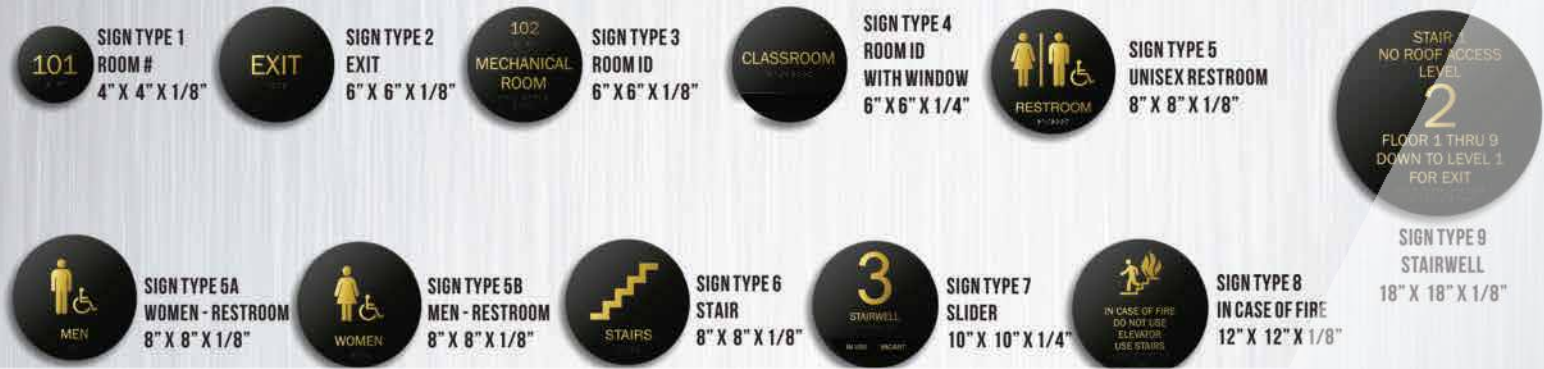 101
SIGN TYPE 1
ROOM #
4" X 4" X 1/8"
EXIT
SIGN TYPE 2
EXIT
6" X 6" X 1/8"
102
MECHANICAL
ROOM
SIGN TYPE 3
ROOM ID
6" X 6" X 1/8"
CLASSROOM
SIGN TYPE 4
ROOM ID
WITH WINDOW
6" X 6" X 1/4"
RESTROOM
SIGN TYPE 5
UNISEX RESTROOM
8" X 8" X 1/8"
STAIR 1
NO ROOF ACCESS
LEVEL
2
FLOOR 1 THRU 9
DOWN TO LEVEL 1
FOR EXIT
SIGN TYPE 9
STAIRWELL
18" X 18" X 1/8"
MEN
SIGN TYPE 5A
WOMEN - RESTROOM
8" X 8" X 1/8"
WOMEN
SIGN TYPE 5B
MEN - RESTROOM
8" X 8" X 1/8"
STAIRS
SIGN TYPE 6
STAIR
8" X 8" X 1/8"
3
STAIRWELL
IN USE VACANT
SIGN TYPE 7
SLIDER
10" X 10" X 1/4"
IN CASE OF FIRE
DO NOT USE
ELEVATOR
USE STAIRS
SIGN TYPE 8
IN CASE OF FIRE
12" X 12" X 1/8"